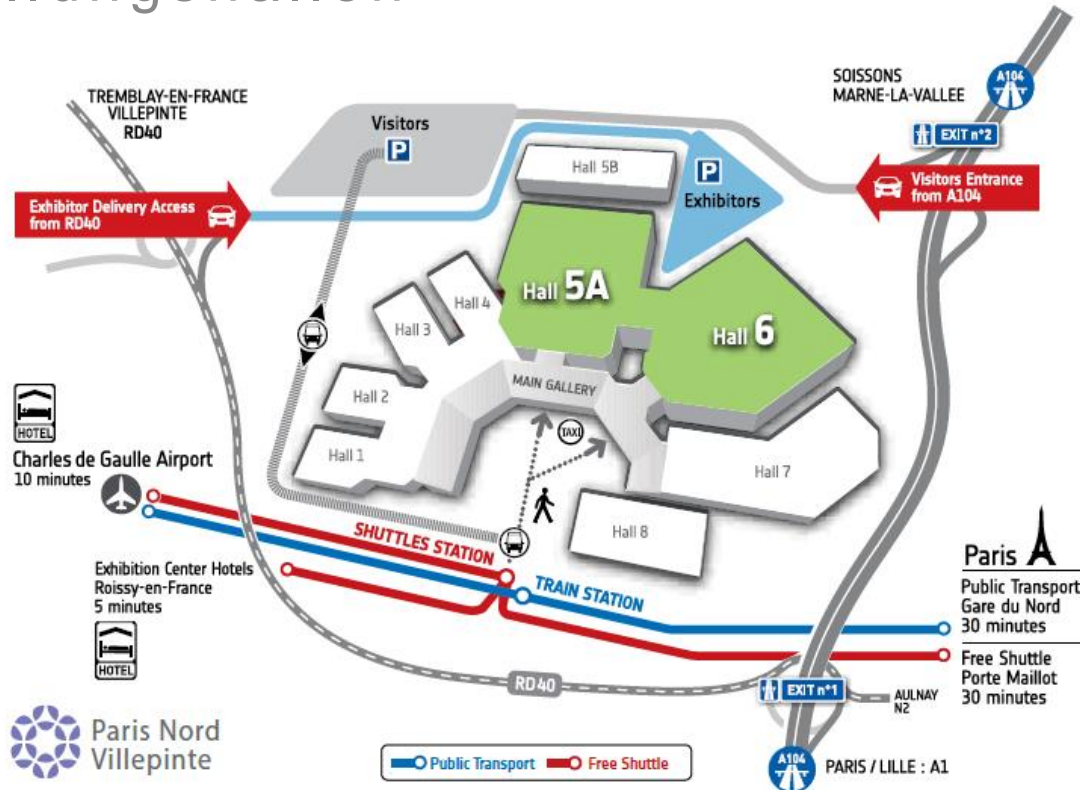 SOISSONS
MARNE-LA-VALLEE
A104
EXIT n°2
TREMBLAY-EN-FRANCE
VILLEPINTE
RD40
Visitors
P
Hall 5B
P
Exhibitors
Visitors Entrance
from A104
Exhibitor Delivery Access
from RD40
Hall 5A
Hall 4
Hall 3
Hall 6
Hall 2
MAIN GALLERY
HOTEL
TAXI
Hall 1
Hall 7
Charles de Gaulle Airport
10 minutes
Hall 8
SHUTTLES STATION
TRAIN STATION
Exhibition Center Hotels
Roissy-en-France
5 minutes
HOTEL
Paris
Public Transport
Gare du Nord
30 minutes
Free Shuttle
Porte Maillot
30 minutes
RD40
EXIT n°1
AULNAY
N2
Paris Nord
Villepinte
Public Transport
Free Shuttle
A104
PARIS / LILLE : A1